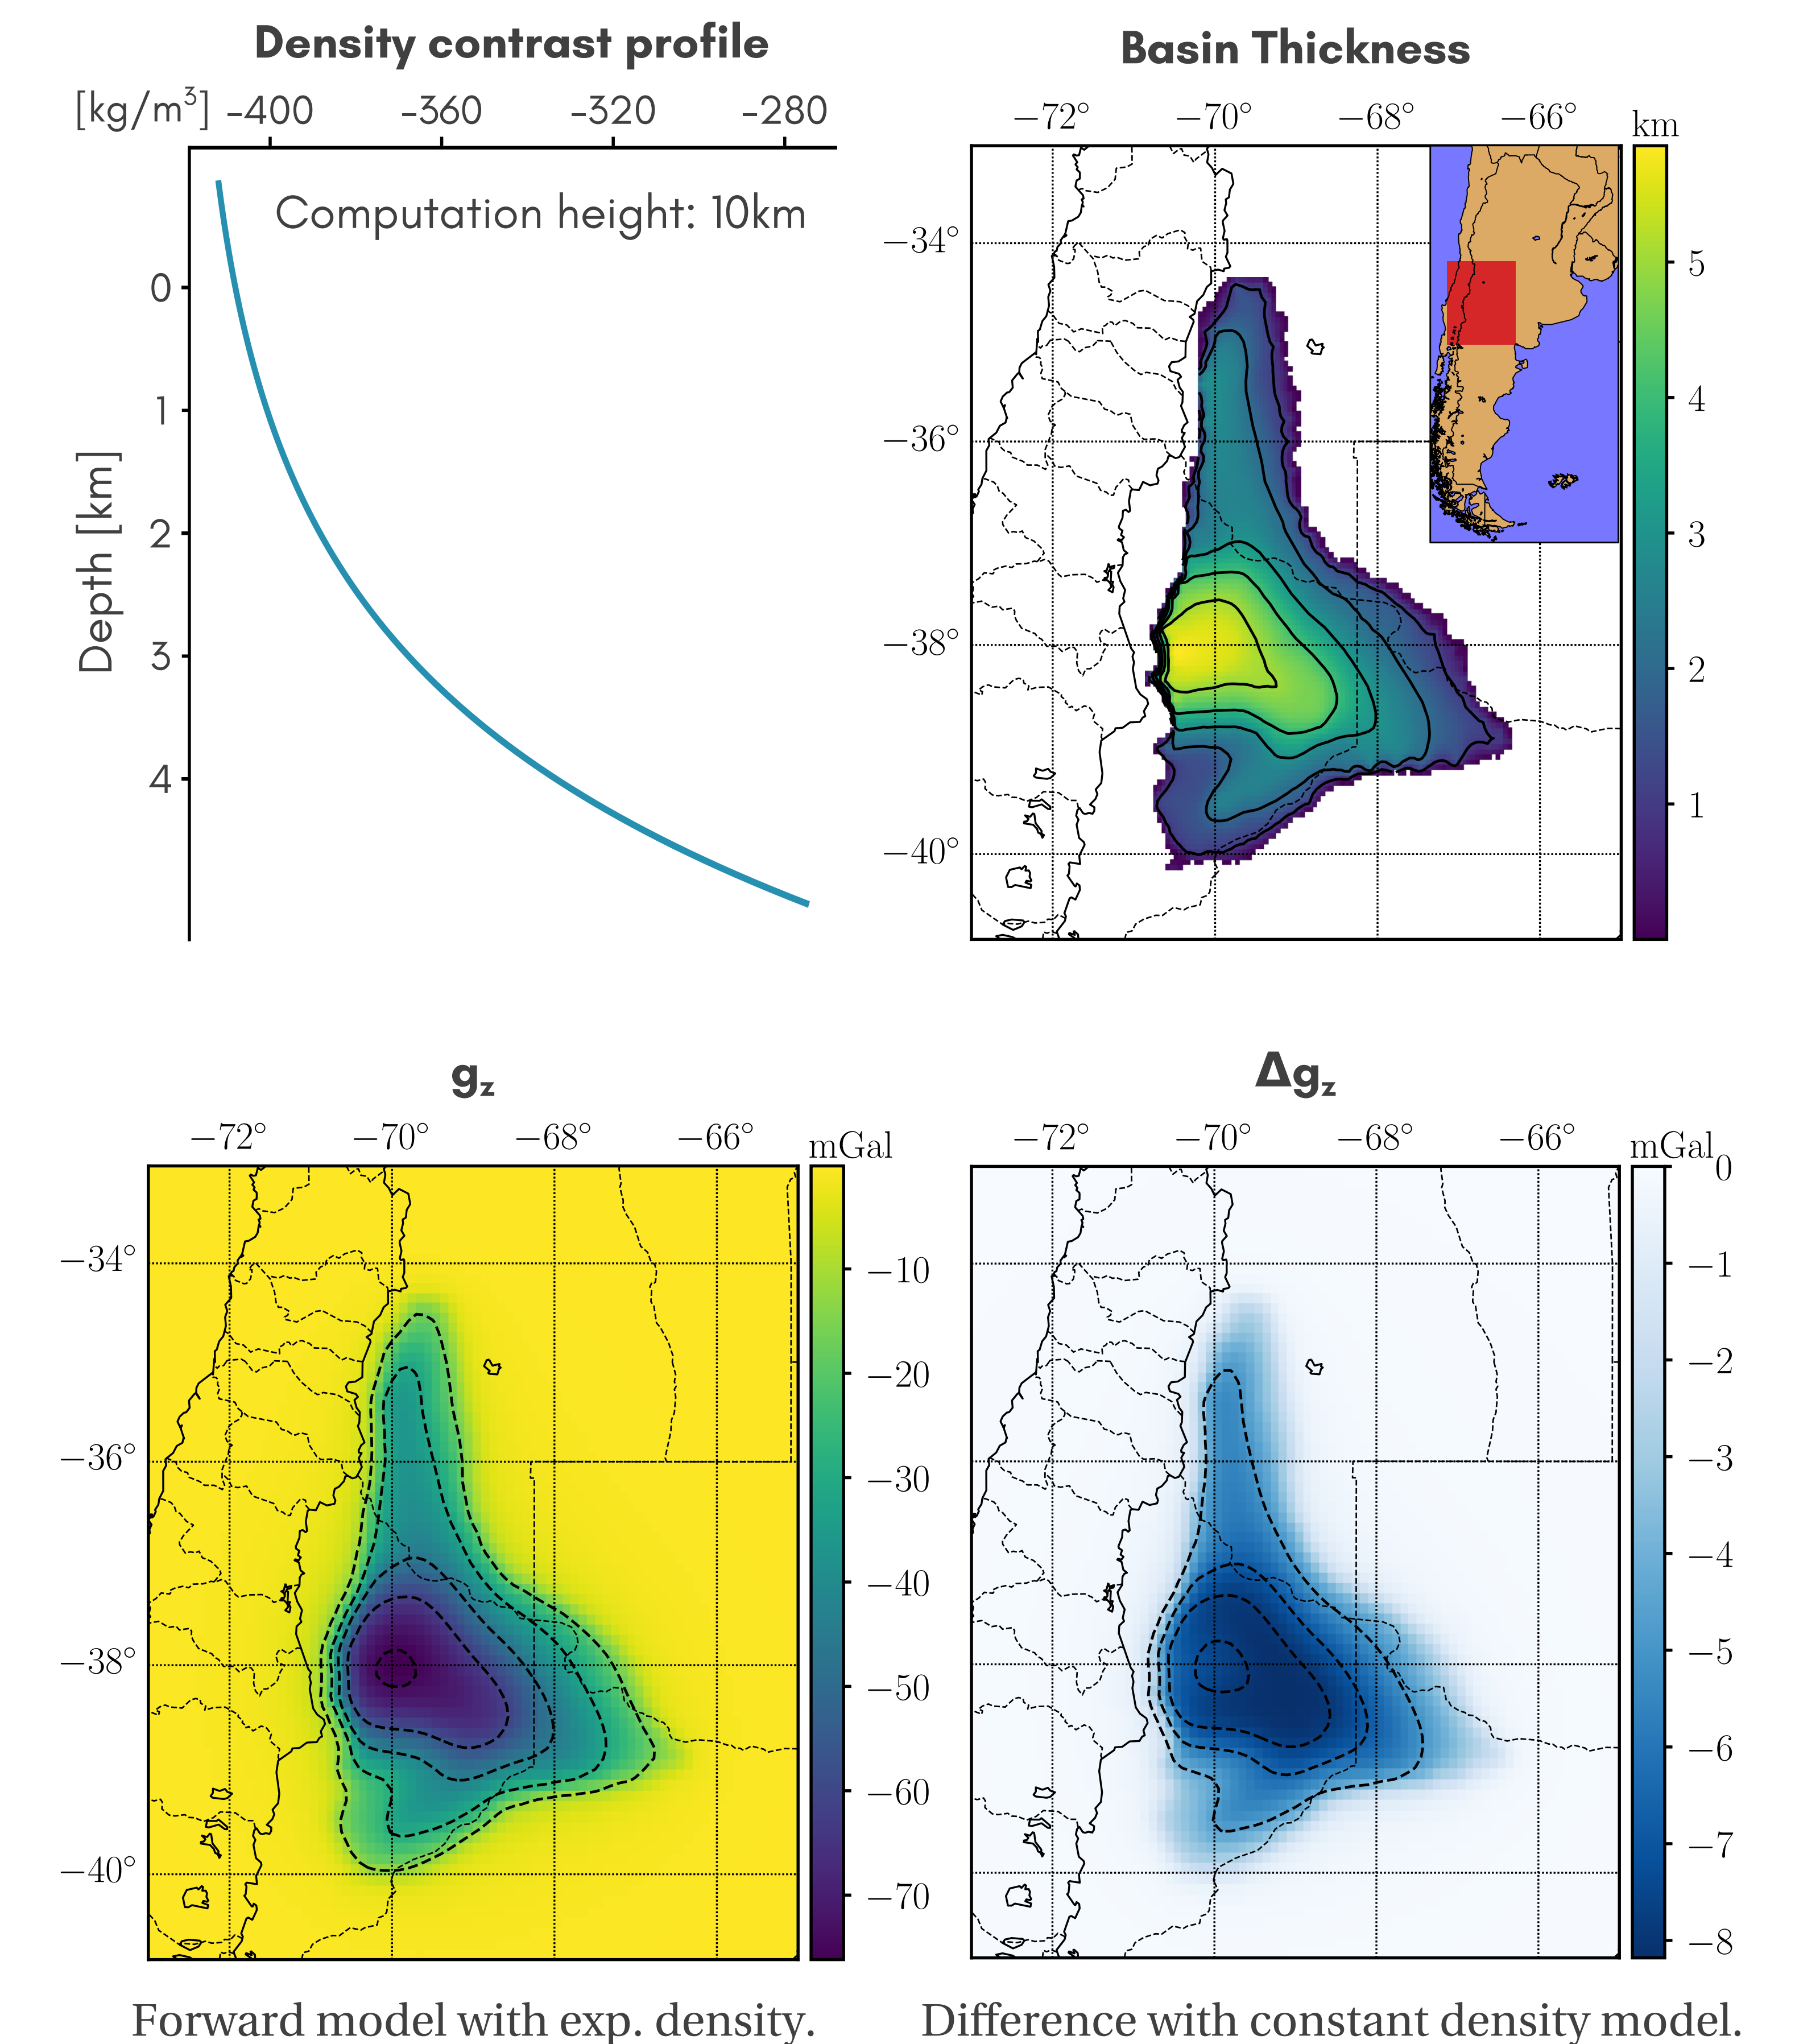 Density contrast profile
[kg/m³] -400 -360 -320 -280
Computation height: 10km
Depth [km]
0
1
2
3
4
Basin Thickness
−72° −70° −68° −66°
km
−34°
−36°
−38°
−40°
5
4
3
2
1
g_z
−72° −70° −68° −66°
mGal
−34°
−36°
−38°
−40°
−10
−20
−30
−40
−50
−60
−70
Forward model with exp. density.
Δg_z
−72° −70° −68° −66°
mGal
0
−1
−2
−3
−4
−5
−6
−7
−8
Difference with constant density model.